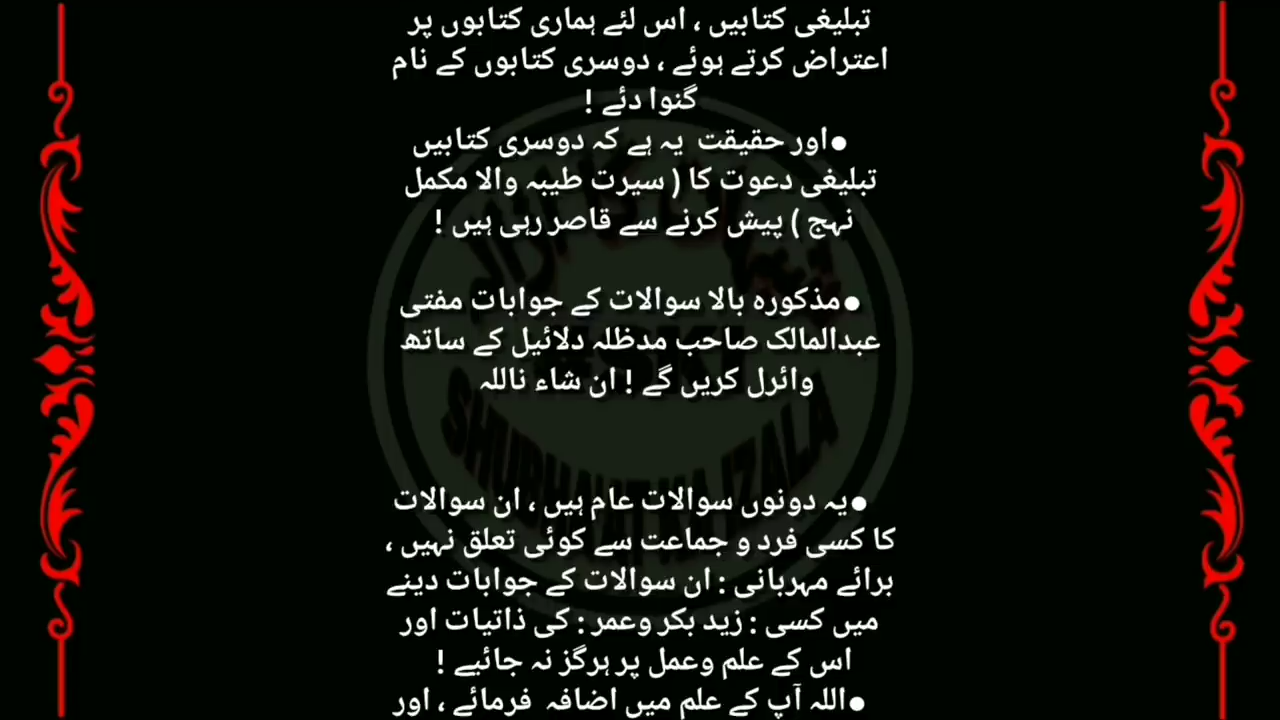 تبلیغی کتابیں ، اس لئے ہماری کتابوں پر
اعتراض کرتے ہوئے ، دوسری کتابوں کے نام
گنوا دئے !
●اور حقیقت یہ ہے کہ دوسری کتابیں
تبلیغی دعوت کا ( سیرت طیبہ والا مکمل
نہج ) پیش کرنے سے قاصر رہی ہیں !
●مذکورہ بالا سوالات کے جوابات مفتی
عبدالمالک صاحب مدظلہ دلائیل کے ساتھ
وائرل کریں گے ! ان شاء ناللہ
●یہ دونوں سوالات عام ہیں ، ان سوالات
کا کسی فرد و جماعت سے کوئی تعلق نہیں ،
برائے مہربانی : ان سوالات کے جوابات دینے
میں کسی : زید بکر وعمر : کی ذاتیات اور
اس کے علم وعمل پر ہرگز نہ جائیے !
●اللہ آپ کے علم میں اضافہ فرمائے ، اور
SHUBHAAT KA IZALA